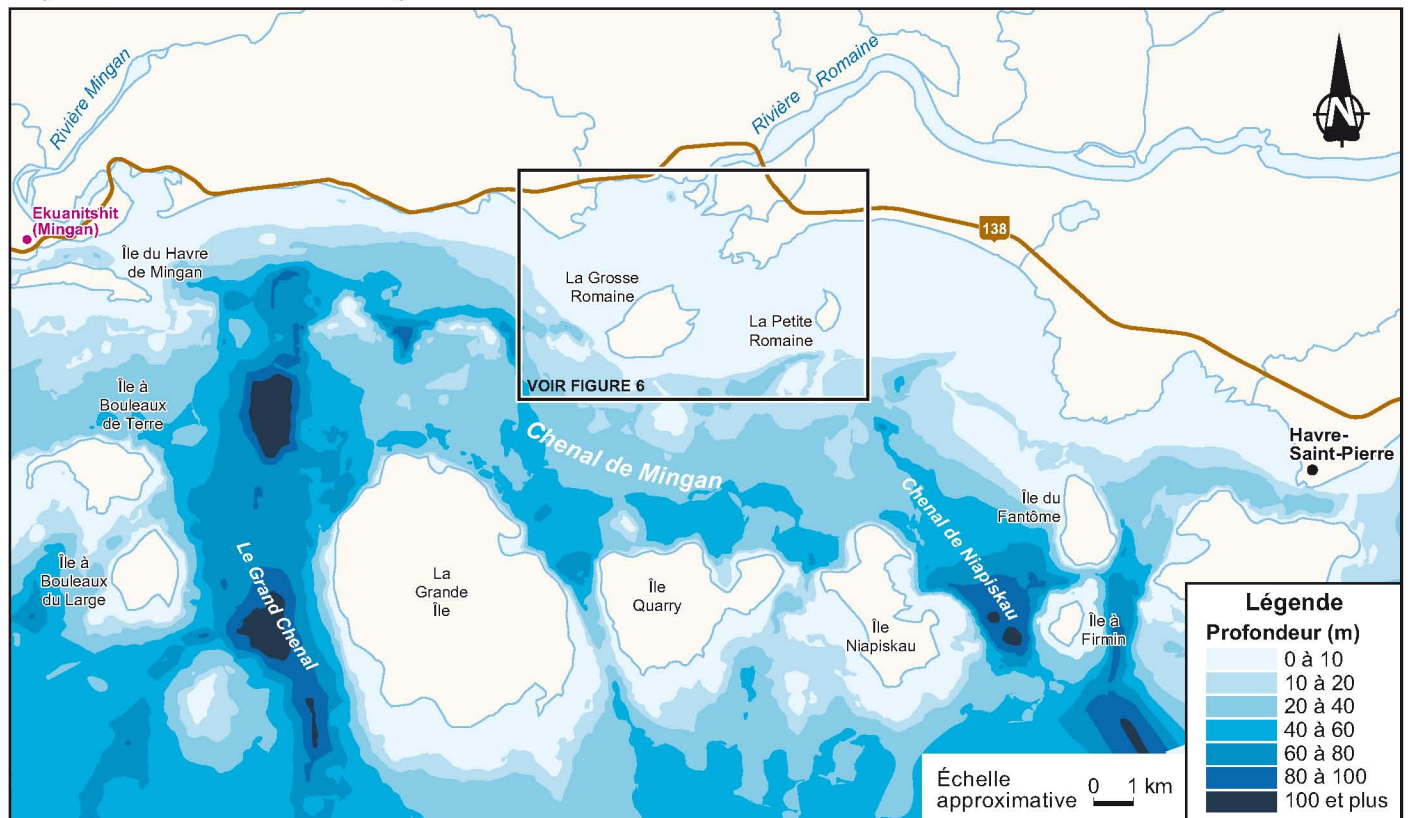 Rivière Mingan
Rivière Romaine
N
Ekuanitshit
(Mingan)
Île du Havre
de Mingan
138
La Grosse
Romaine
La Petite
Romaine
VOIR FIGURE 6
Île à
Bouleaux
de Terre
Chenal de Mingan
Havre-
Saint-Pierre
Chenal de Niapiskau
Île du
Fantôme
Île à
Bouleaux
du Large
Le Grand Chenal
La
Grande
Île
Île
Quarry
Île
Niapiskau
Île à
Firmin
Légende
Profondeur (m)
0 à 10
10 à 20
20 à 40
40 à 60
60 à 80
80 à 100
100 et plus
Échelle
approximative
0 1 km